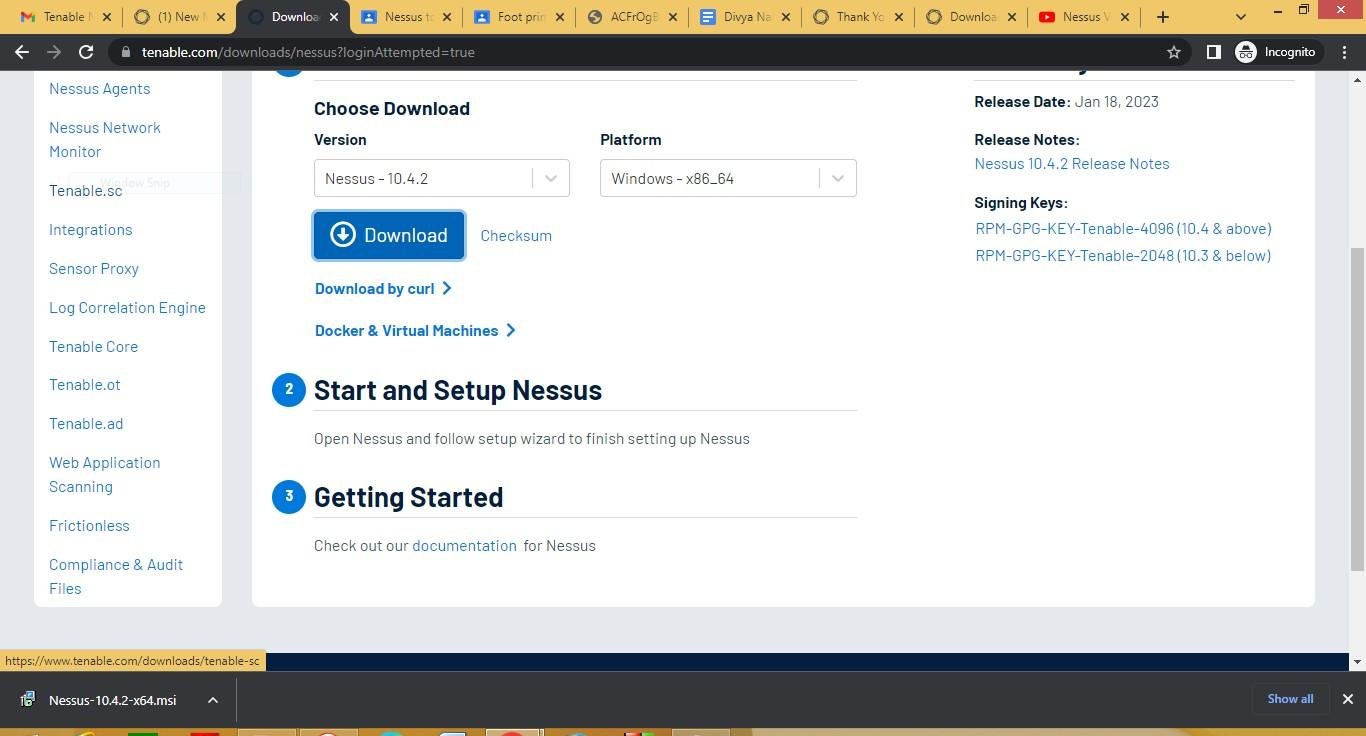 Tenable N
(1) New N
Downloa
Nessus to
Foot prin
ACFrOgB
Divya Na
Thank Yo
Downloa
Nessus V
tenable.com/downloads/nessus?loginAttempted=true
Incognito
Nessus Agents
Nessus Network
Monitor
Window Snip
Tenable.sc
Integrations
Sensor Proxy
Log Correlation Engine
Tenable Core
Tenable.ot
Tenable.ad
Web Application
Scanning
Frictionless
Compliance & Audit
Files
Choose Download
Version
Platform
Nessus - 10.4.2
Windows - x86_64
Download
Checksum
Download by curl
Docker & Virtual Machines
2
Start and Setup Nessus
Open Nessus and follow setup wizard to finish setting up Nessus
3
Getting Started
Check out our documentation for Nessus
Release Date: Jan 18, 2023
Release Notes:
Nessus 10.4.2 Release Notes
Signing Keys:
RPM-GPG-KEY-Tenable-4096 (10.4 & above)
RPM-GPG-KEY-Tenable-2048 (10.3 & below)
https://www.tenable.com/downloads/tenable-sc
Nessus-10.4.2-x64.msi
Show all